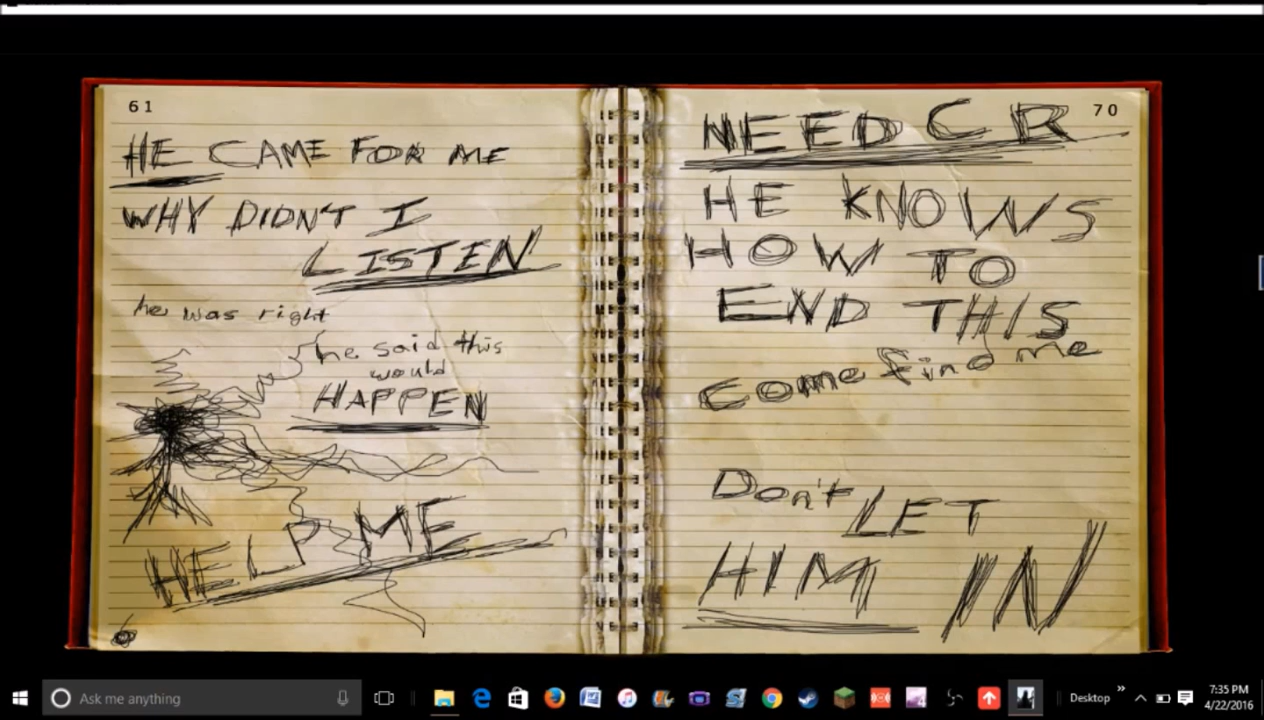 61
HE CAME FOR ME
WHY DIDN'T I
LISTEN
he was right
he said this
would
HAPPEN
HELP ME
70
NEED CR
HE KNOWS
HOW TO
END THIS
come find me
Don't LET
HIM IN
Ask me anything
Desktop
7:35 PM
4/22/2016